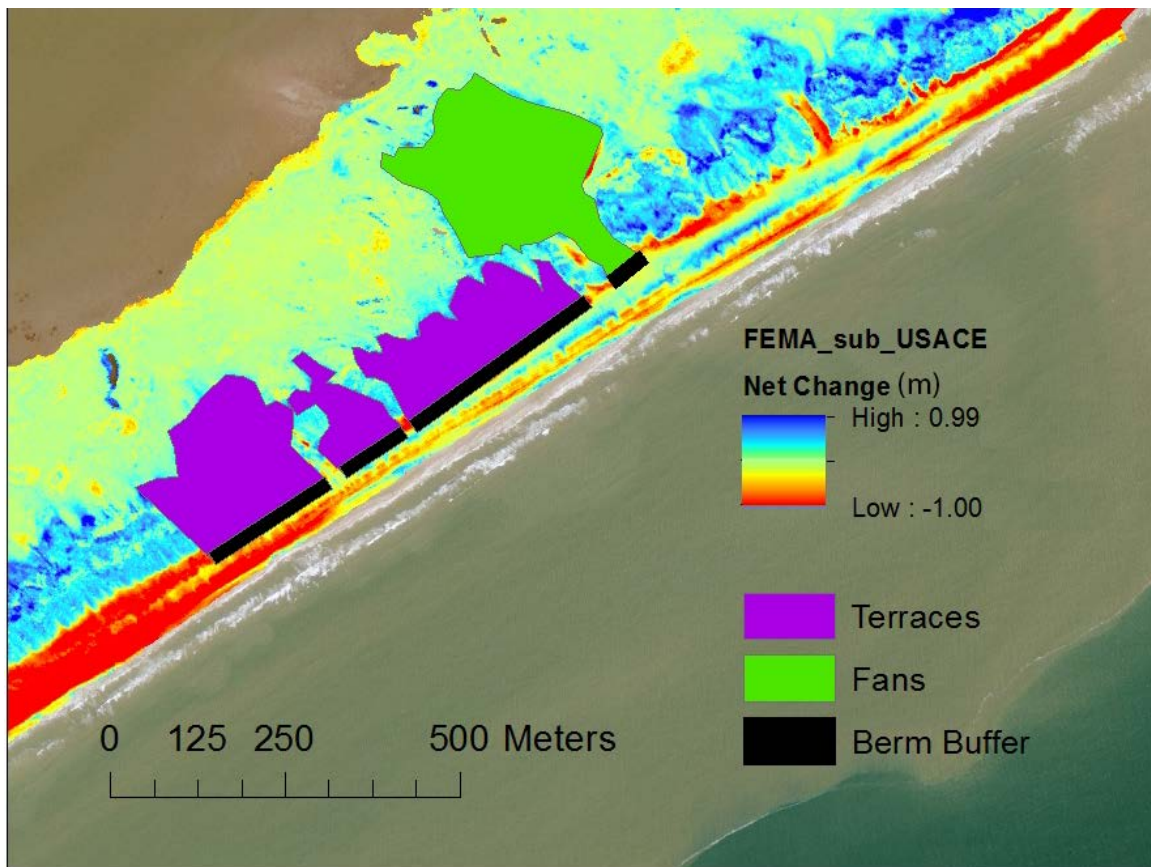 FEMA_sub_USACE
Net Change (m)
High : 0.99
Low : -1.00
Terraces
Fans
Berm Buffer
0 125 250 500 Meters